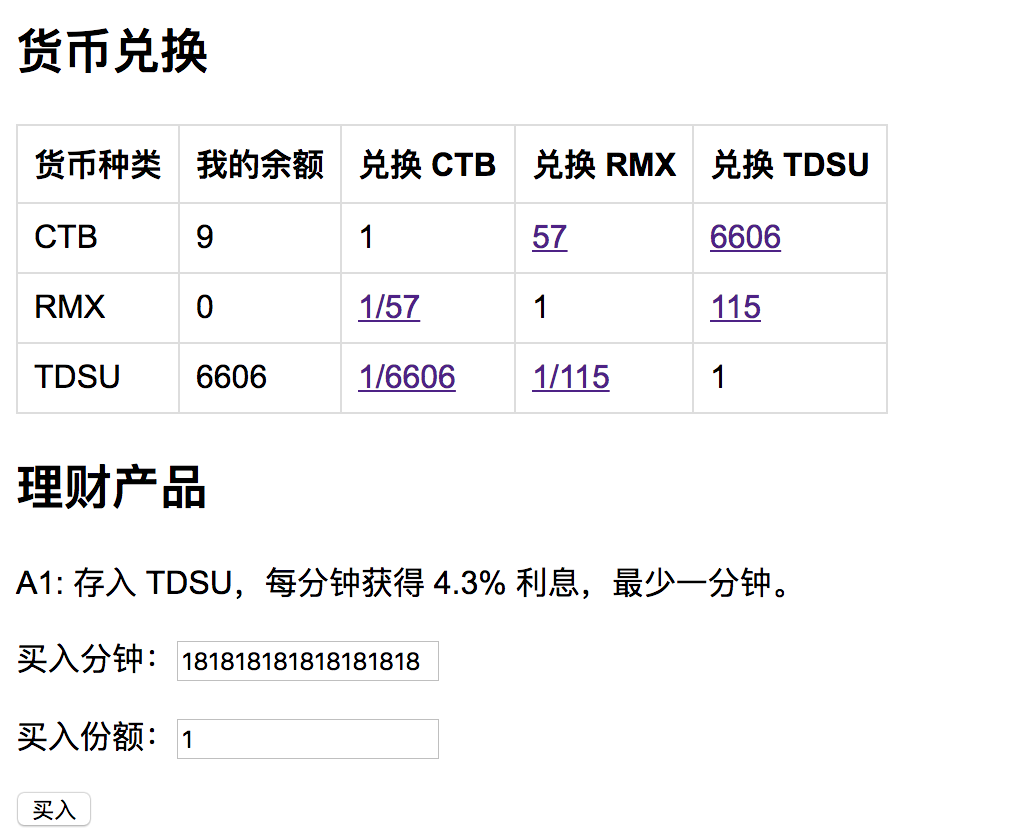 货币兑换
货币种类 我的余额 兑换 CTB 兑换 RMX 兑换 TDSU
CTB 9 1 57 6606
RMX 0 1/57 1 115
TDSU 6606 1/6606 1/115 1
理财产品
A1: 存入 TDSU，每分钟获得 4.3% 利息，最少一分钟。
买入分钟： 181818181818181818
买入份额： 1
买入